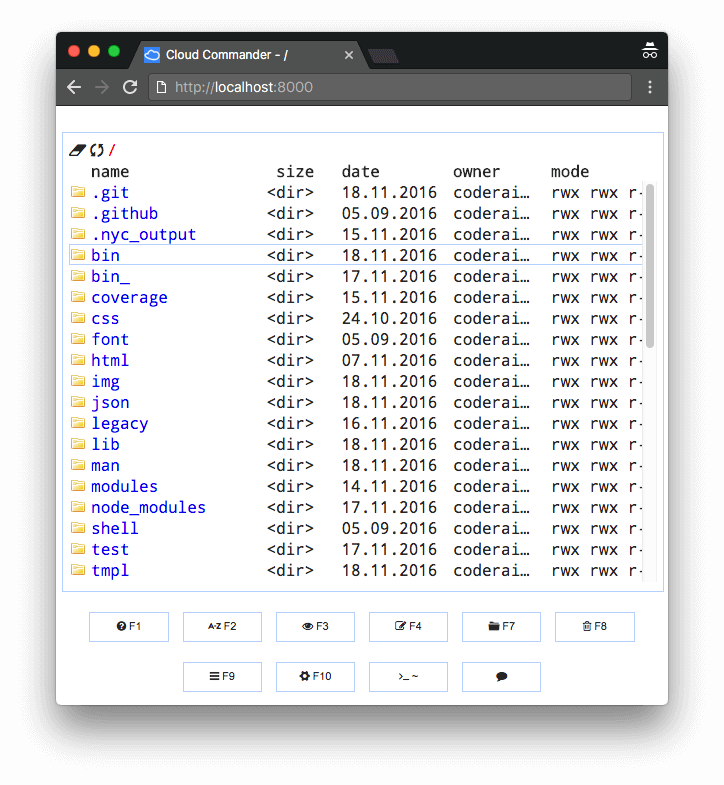 Cloud Commander - /
http://localhost:8000
/
name size date owner mode
.git <dir> 18.11.2016 coderai… rwx rwx r-
.github <dir> 05.09.2016 coderai… rwx rwx r-
.nyc_output <dir> 15.11.2016 coderai… rwx rwx r-
bin <dir> 18.11.2016 coderai… rwx rwx r-
bin_ <dir> 17.11.2016 coderai… rwx rwx r-
coverage <dir> 15.11.2016 coderai… rwx rwx r-
css <dir> 24.10.2016 coderai… rwx rwx r-
font <dir> 05.09.2016 coderai… rwx rwx r-
html <dir> 07.11.2016 coderai… rwx rwx r-
img <dir> 18.11.2016 coderai… rwx rwx r-
json <dir> 18.11.2016 coderai… rwx rwx r-
legacy <dir> 16.11.2016 coderai… rwx rwx r-
lib <dir> 18.11.2016 coderai… rwx rwx r-
man <dir> 18.11.2016 coderai… rwx rwx r-
modules <dir> 14.11.2016 coderai… rwx rwx r-
node_modules <dir> 17.11.2016 coderai… rwx rwx r-
shell <dir> 05.09.2016 coderai… rwx rwx r-
test <dir> 17.11.2016 coderai… rwx rwx r-
tmpl <dir> 18.11.2016 coderai… rwx rwx r-
F1 A-Z F2 F3 F4 F7 F8
F9 F10 >_ ~